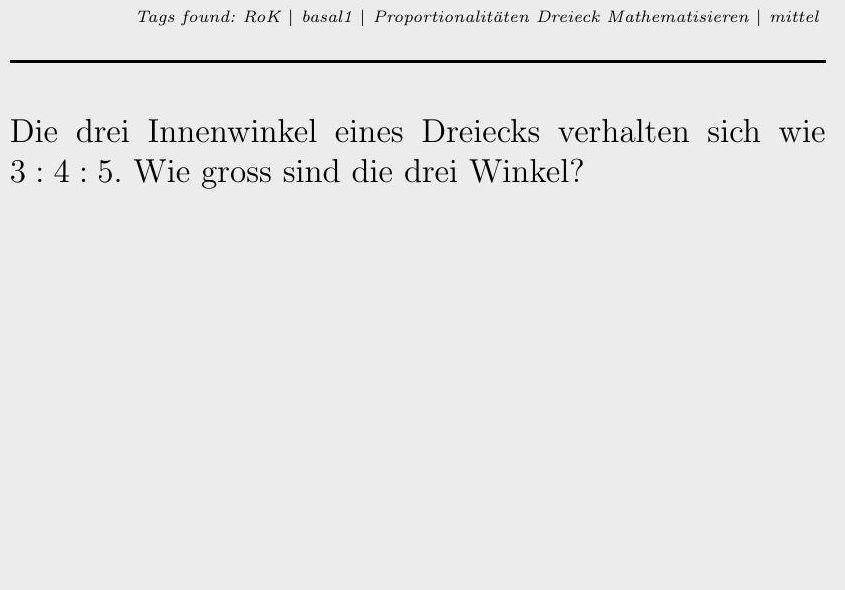 Tags found: RoK | basal1 | Proportionalitäten Dreieck Mathematisieren | mittel
Die drei Innenwinkel eines Dreiecks verhalten sich wie
3 : 4 : 5. Wie gross sind die drei Winkel?